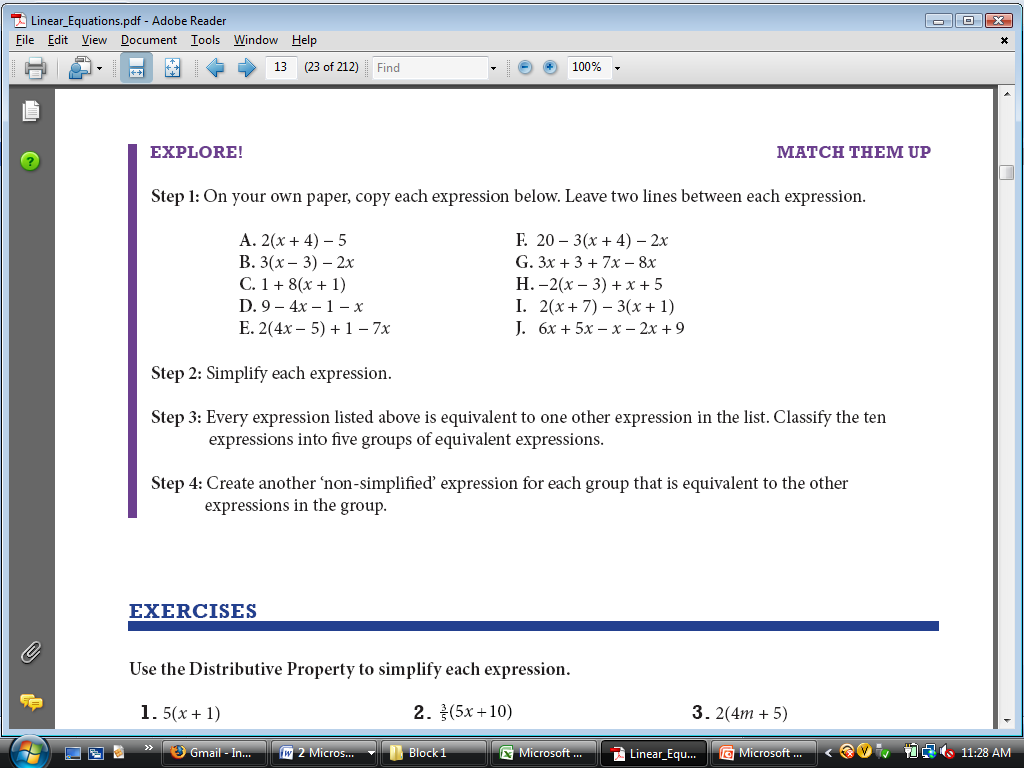 Linear_Equations.pdf - Adobe Reader
File Edit View Document Tools Window Help
13 (23 of 212) Find 100%
EXPLORE! MATCH THEM UP
Step 1: On your own paper, copy each expression below. Leave two lines between each expression.
A. 2(x + 4) – 5 F. 20 – 3(x + 4) – 2x
B. 3(x – 3) – 2x G. 3x + 3 + 7x – 8x
C. 1 + 8(x + 1) H. –2(x – 3) + x + 5
D. 9 – 4x – 1 – x I. 2(x + 7) – 3(x + 1)
E. 2(4x – 5) + 1 – 7x J. 6x + 5x – x – 2x + 9
Step 2: Simplify each expression.
Step 3: Every expression listed above is equivalent to one other expression in the list. Classify the ten
expressions into five groups of equivalent expressions.
Step 4: Create another ‘non-simplified’ expression for each group that is equivalent to the other
expressions in the group.
EXERCISES
Use the Distributive Property to simplify each expression.
1. 5(x + 1) 2. 3/5(5x + 10) 3. 2(4m + 5)
Gmail - In... 2 Micros... Block 1 Microsoft ... Linear_Equ... Microsoft ... 11:28 AM